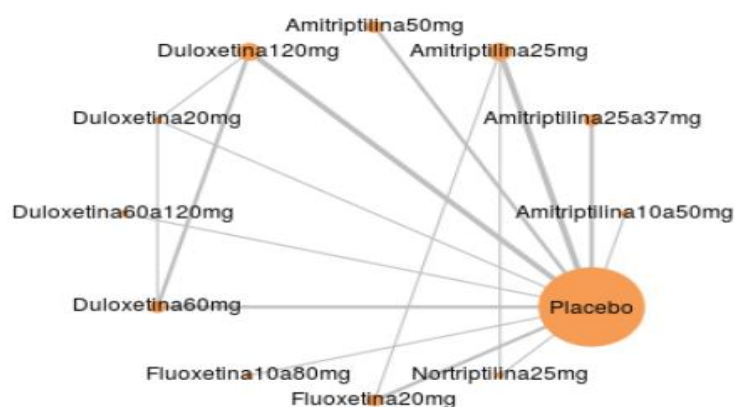 Amitriptilina50mg
Duloxetina120mg
Amitriptilina25mg
Duloxetina20mg
Amitriptilina25a37mg
Duloxetina60a120mg
Amitriptilina10a50mg
Duloxetina60mg
Placebo
Fluoxetina10a80mg
Nortriptilina25mg
Fluoxetina20mg